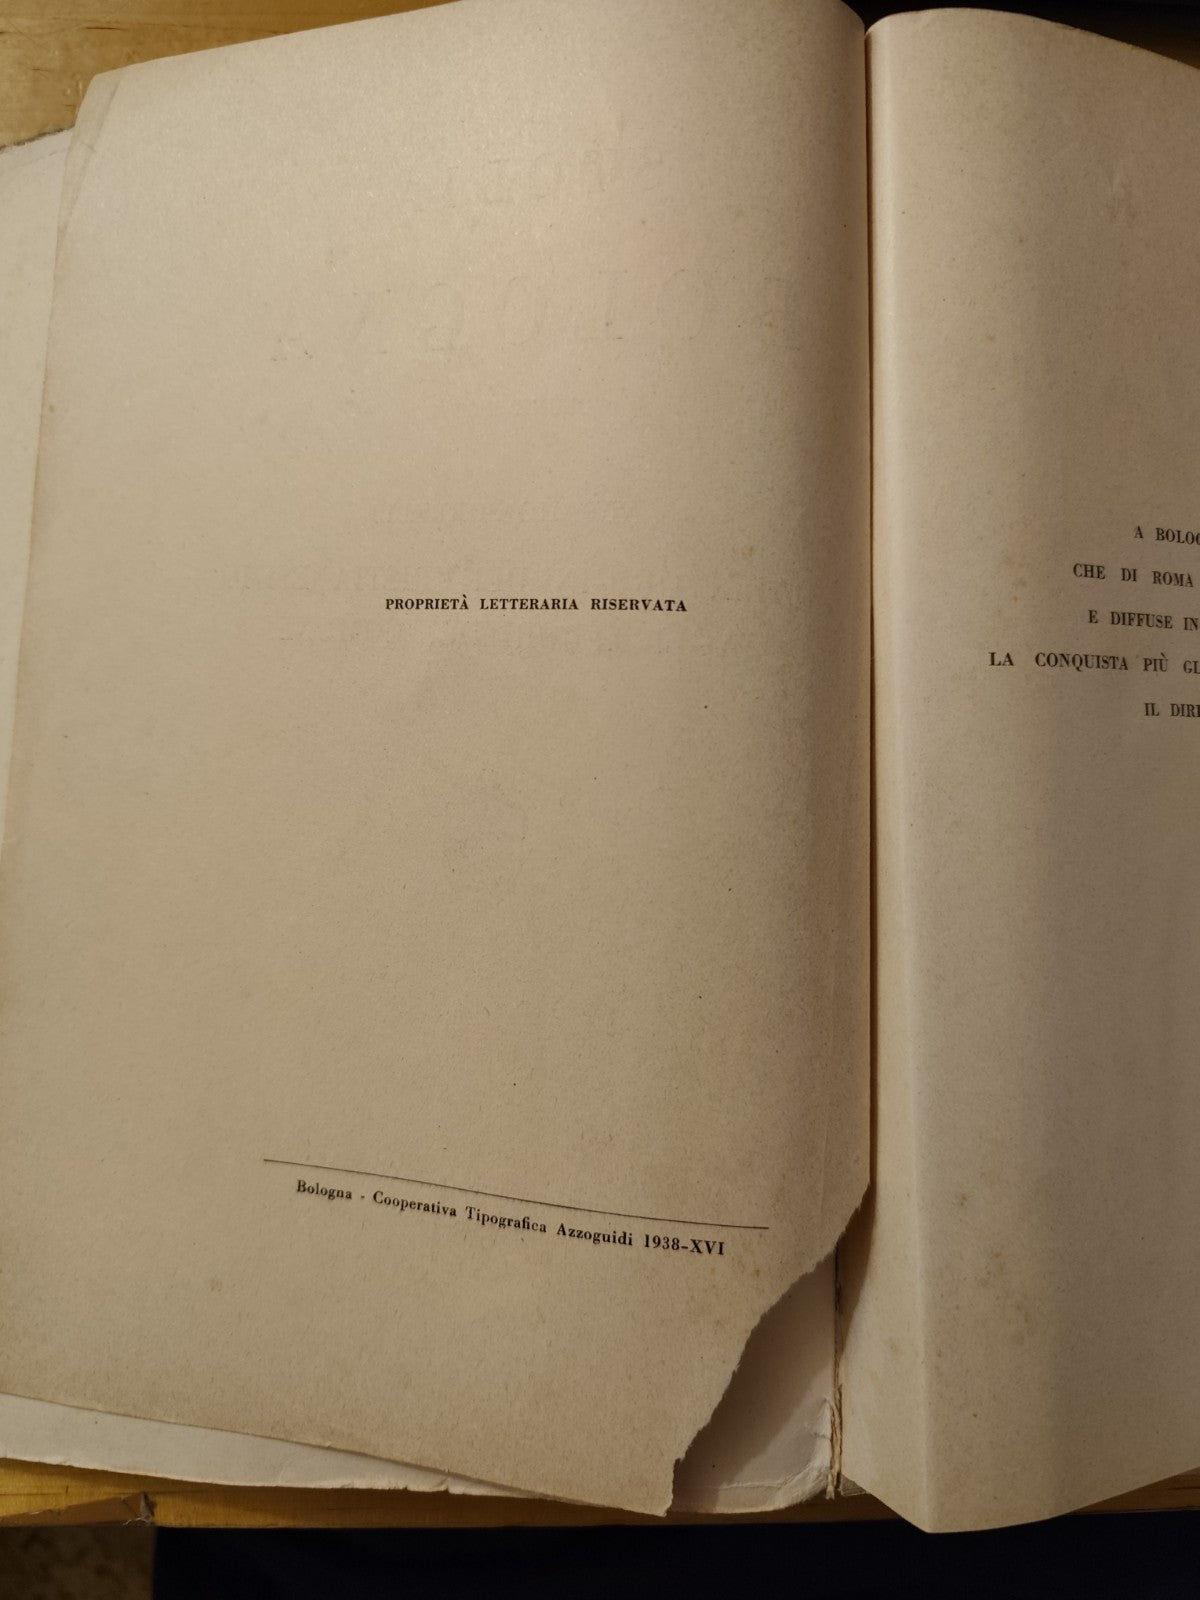 PROPRIETÀ LETTERARIA RISERVATA
Bologna - Cooperativa Tipografica Azzoguidi 1938-XVI
A BOLOG
CHE DI ROMA
E DIFFUSE IN
LA CONQUISTA PIÙ GL
IL DIRI